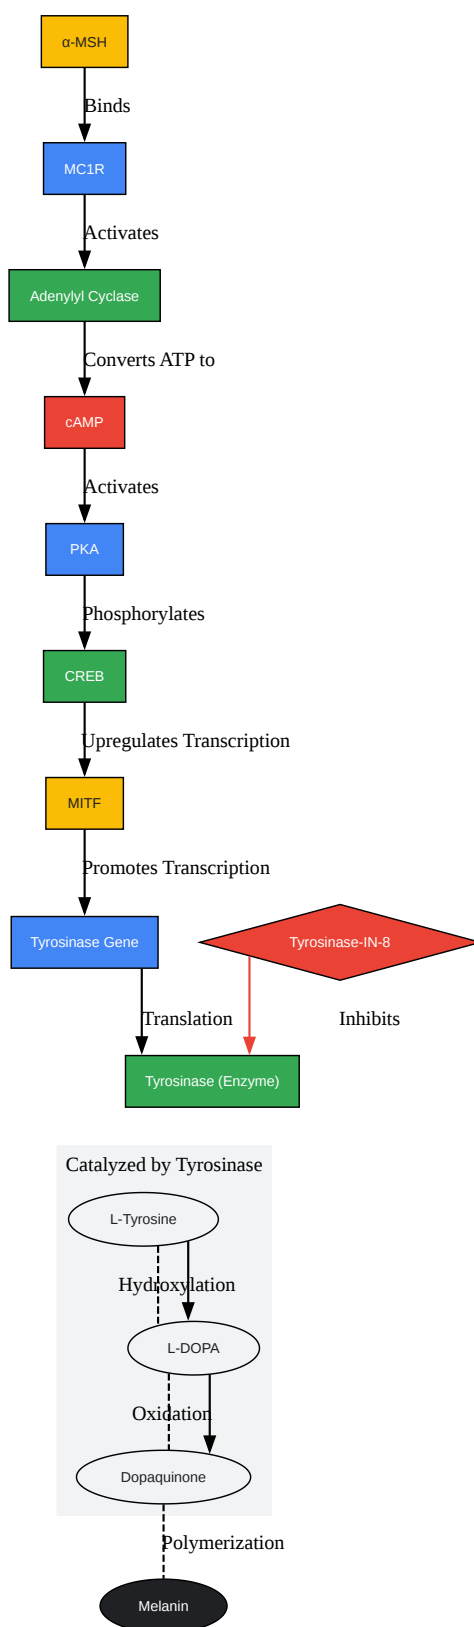 α-MSH
Binds
MC1R
Activates
Adenylyl Cyclase
Converts ATP to
cAMP
Activates
PKA
Phosphorylates
CREB
Upregulates Transcription
MITF
Promotes Transcription
Tyrosinase Gene
Tyrosinase-IN-8
Translation
Inhibits
Tyrosinase (Enzyme)
Catalyzed by Tyrosinase
L-Tyrosine
Hydroxylation
L-DOPA
Oxidation
Dopaquinone
Polymerization
Melanin